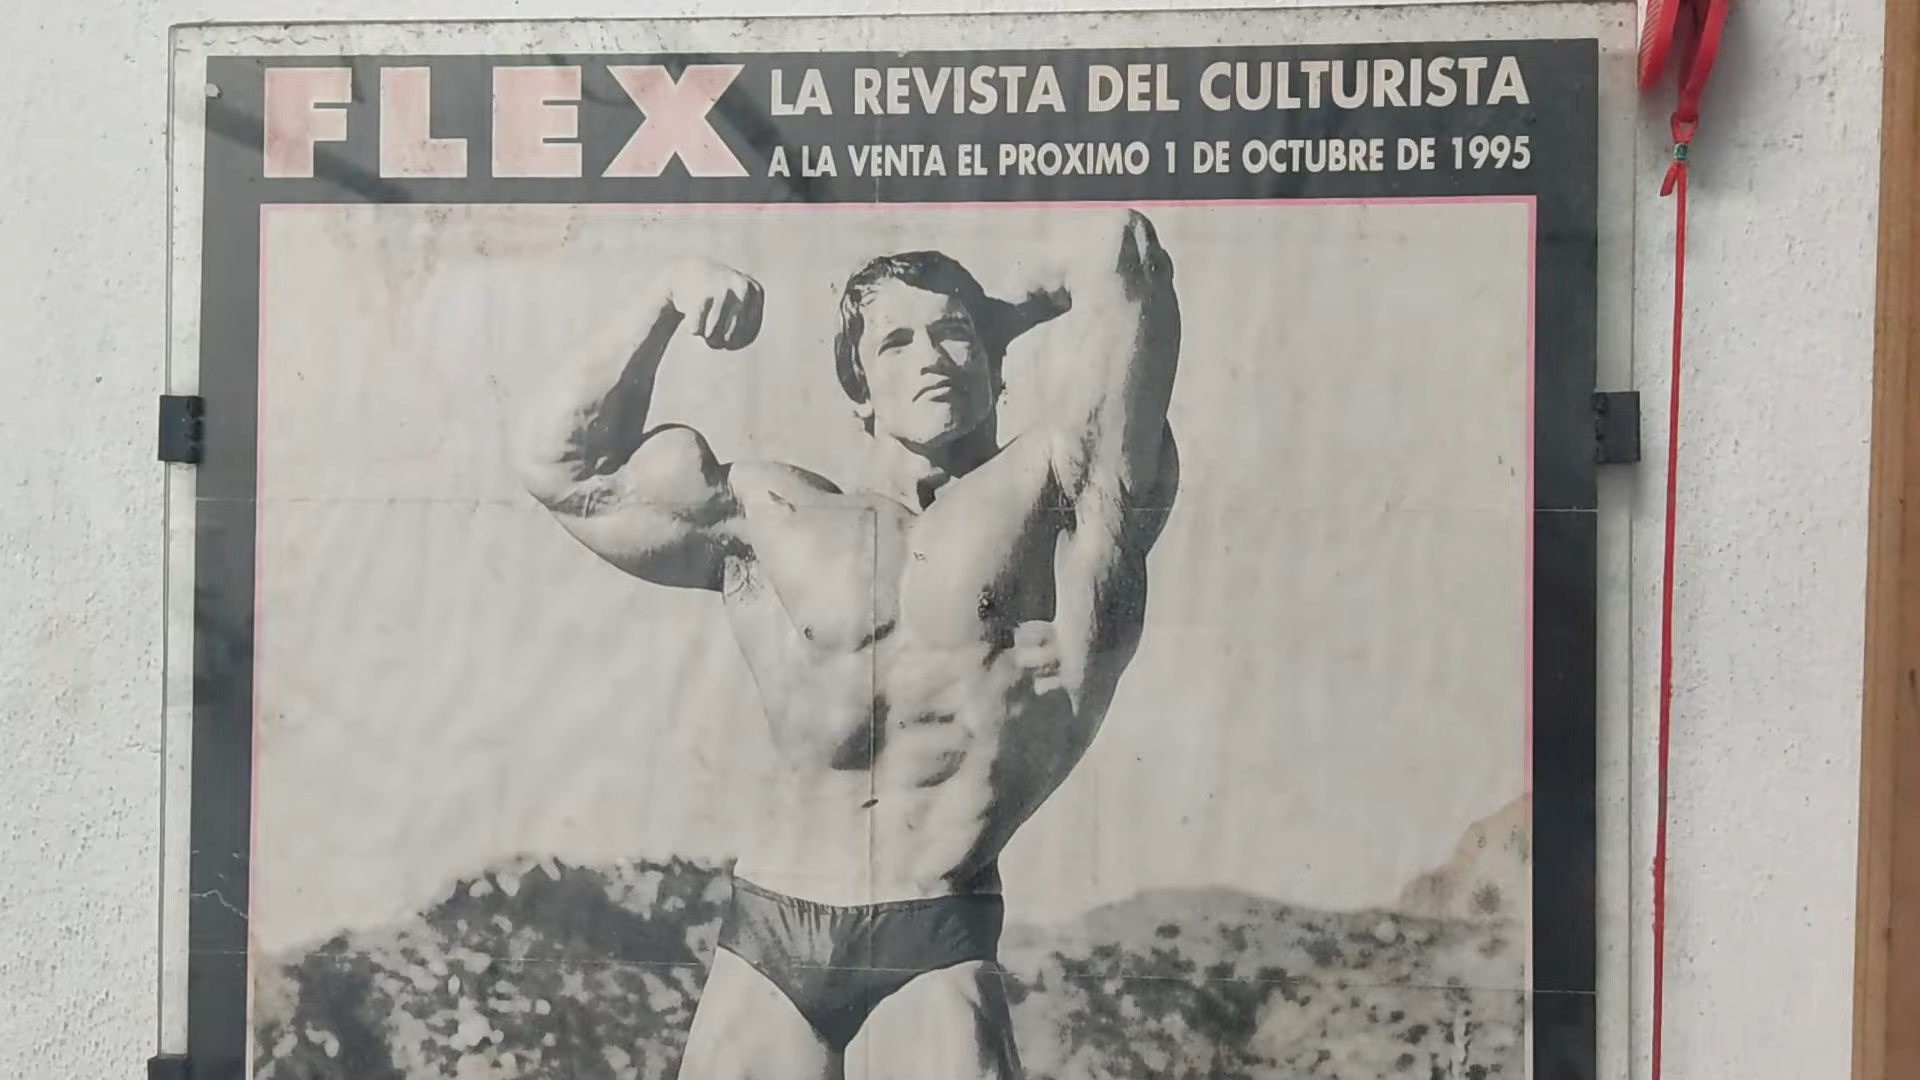 FLEX
LA REVISTA DEL CULTURISTA
A LA VENTA EL PROXIMO 1 DE OCTUBRE DE 1995